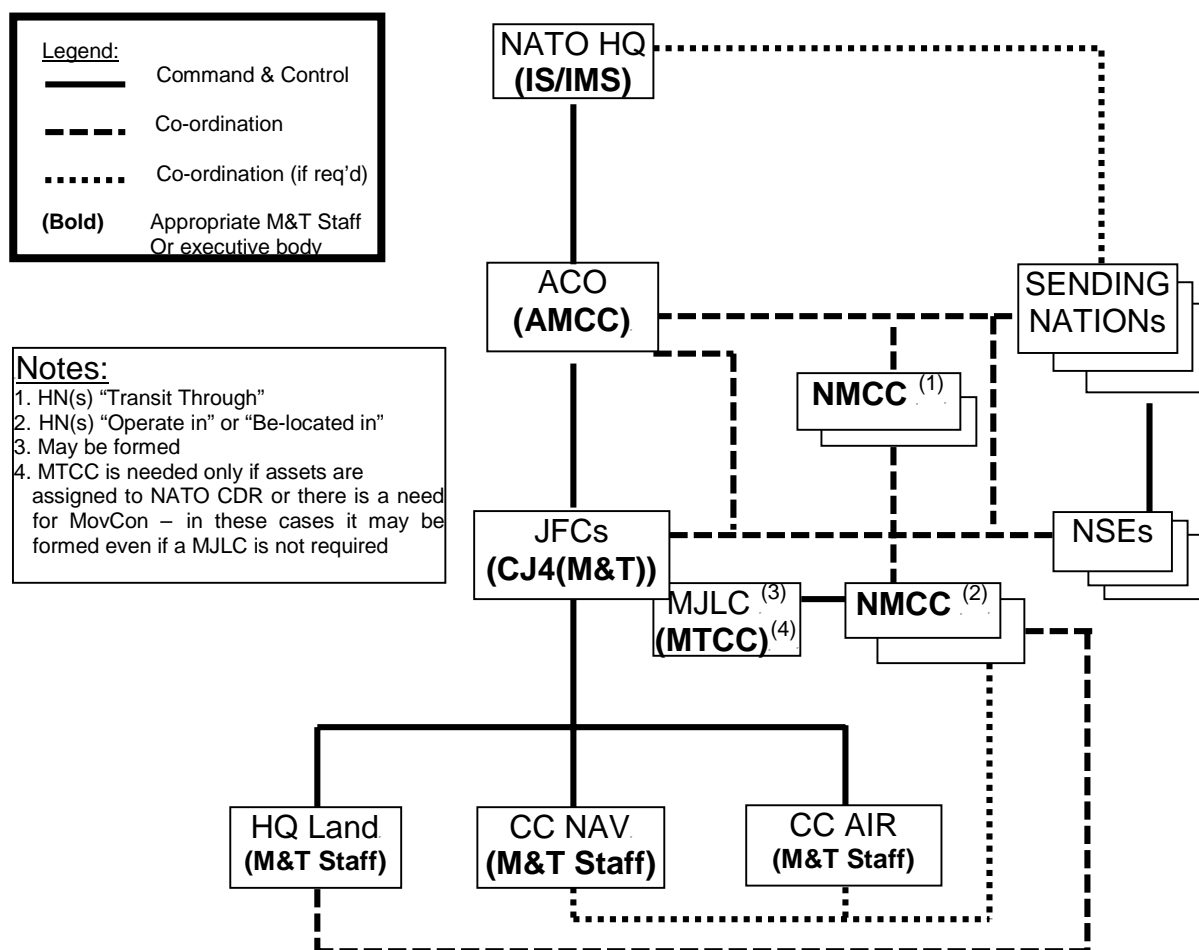 Legend:
Command & Control
Co-ordination
Co-ordination (if req'd)
(Bold) Appropriate M&T Staff
Or executive body
NATO HQ
(IS/IMS)
ACO
(AMCC)
SENDING
NATIONs
Notes:
1. HN(s) “Transit Through”
2. HN(s) “Operate in” or “Be-located in”
3. May be formed
4. MTCC is needed only if assets are
assigned to NATO CDR or there is a need
for MovCon – in these cases it may be
formed even if a MJLC is not required
NMCC (1)
JFCs
(CJ4(M&T))
NSEs
MJLC (3)
(MTCC) (4)
NMCC (2)
HQ Land
(M&T Staff)
CC NAV
(M&T Staff)
CC AIR
(M&T Staff)